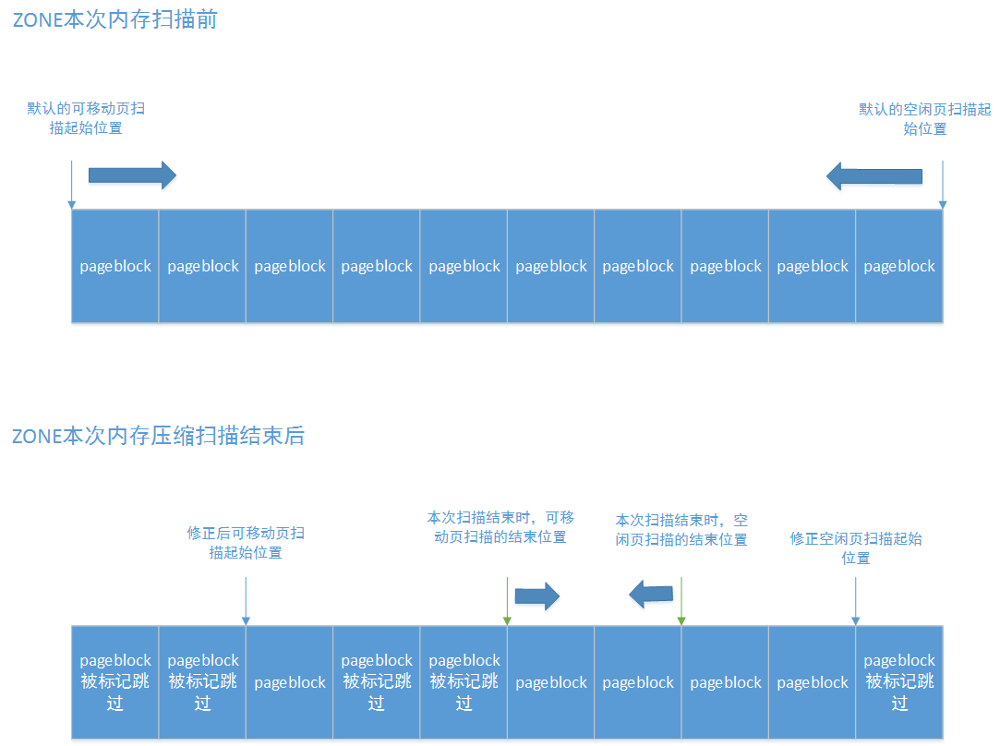 ZONE本次内存扫描前
默认的可移动页扫
描起始位置
默认的空闲页扫描起
始位置
pageblock pageblock pageblock pageblock pageblock pageblock pageblock pageblock pageblock pageblock
ZONE本次内存压缩扫描结束后
修正后可移动页扫
描起始位置
本次扫描结束时，可移
动页扫描的结束位置
本次扫描结束时，空
闲页扫描的结束位置
修正空闲页扫描起始
位置
pageblock
被标记跳
过
pageblock
被标记跳
过
pageblock
pageblock
被标记跳
过
pageblock
被标记跳
过
pageblock
pageblock
pageblock
pageblock
pageblock
被标记跳
过